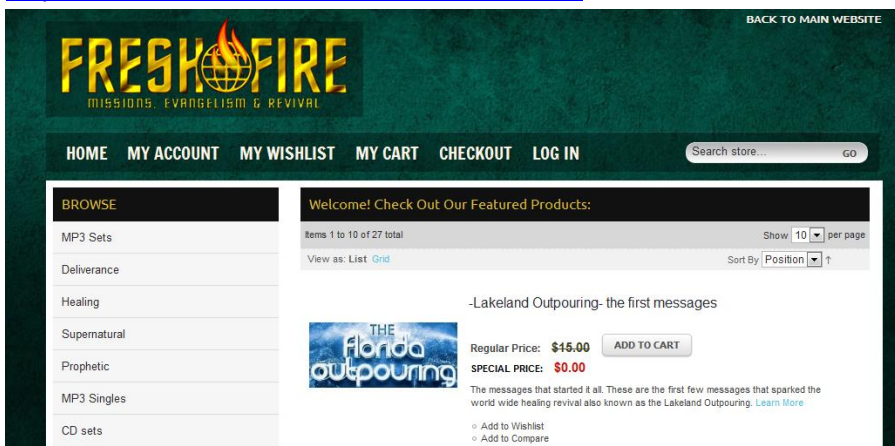 BACK TO MAIN WEBSITE
FRESH FIRE
MISSIONS, EVANGELISM & REVIVAL
HOME MY ACCOUNT MY WISHLIST MY CART CHECKOUT LOG IN
Search store... GO
BROWSE
MP3 Sets
Deliverance
Healing
Supernatural
Prophetic
MP3 Singles
CD sets
Welcome! Check Out Our Featured Products:
Items 1 to 10 of 27 total
Show 10 per page
View as: List Grid
Sort By Position
-Lakeland Outpouring- the first messages
THE
florida
outpouring
Regular Price: $15.00 ADD TO CART
SPECIAL PRICE: $0.00
The messages that started it all. These are the first few messages that sparked the
world wide healing revival also known as the Lakeland Outpouring. Learn More
Add to Wishlist
Add to Compare